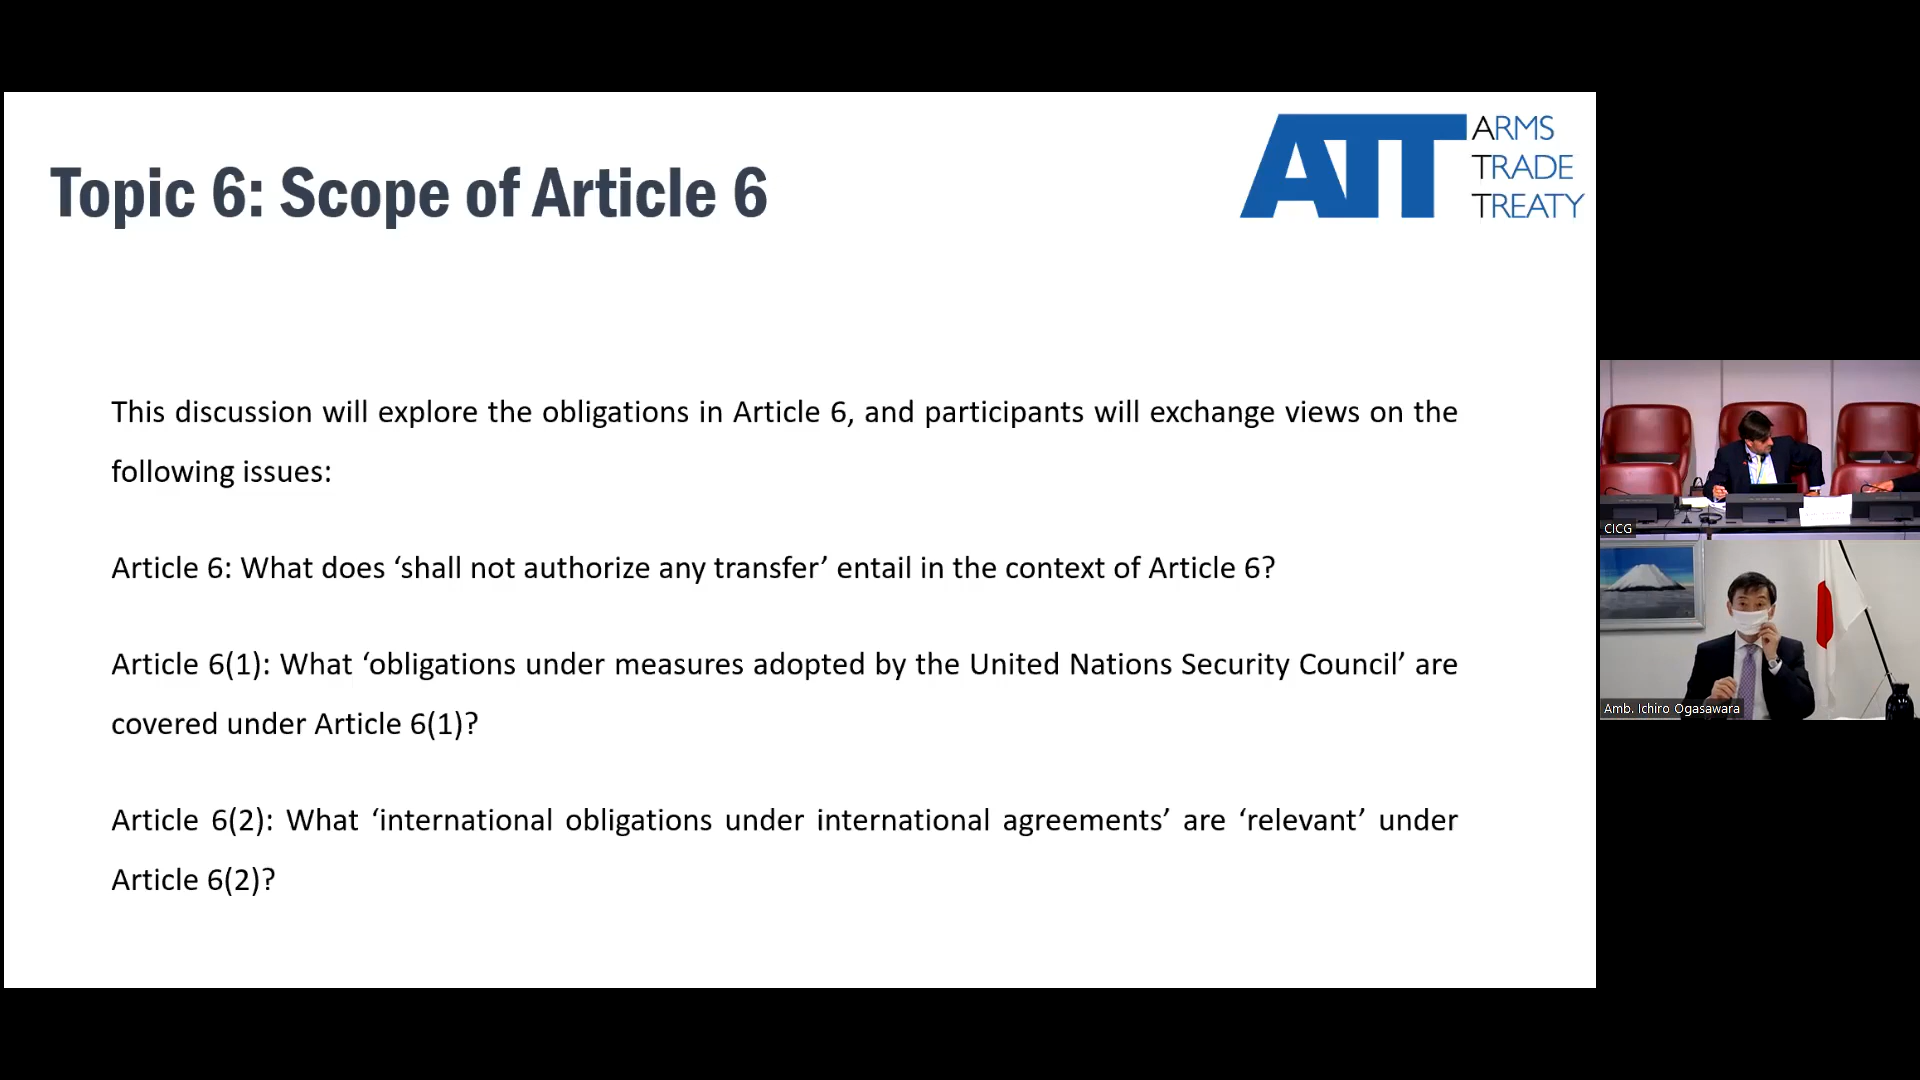 Topic 6: Scope of Article 6
ATT
ARMS
TRADE
TREATY
This discussion will explore the obligations in Article 6, and participants will exchange views on the
following issues:
Article 6: What does ‘shall not authorize any transfer’ entail in the context of Article 6?
Article 6(1): What ‘obligations under measures adopted by the United Nations Security Council’ are
covered under Article 6(1)?
Article 6(2): What ‘international obligations under international agreements’ are ‘relevant’ under
Article 6(2)?
CICG
Amb. Ichiro Ogasawara